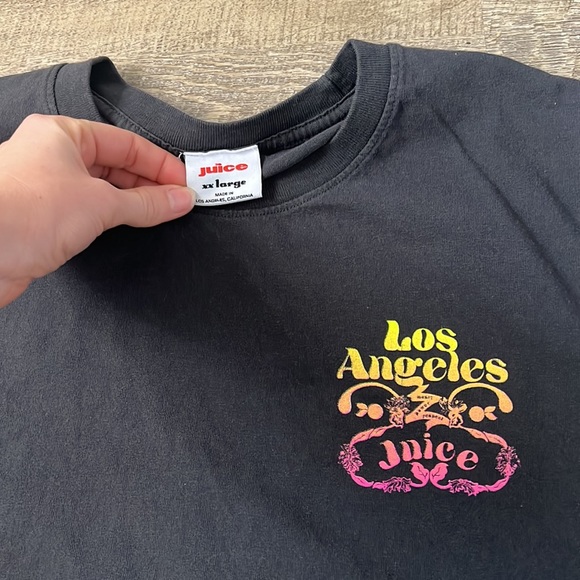 juice
xx large
MADE IN
LOS ANGELES, CALIFORNIA
Los
Angeles
Juice